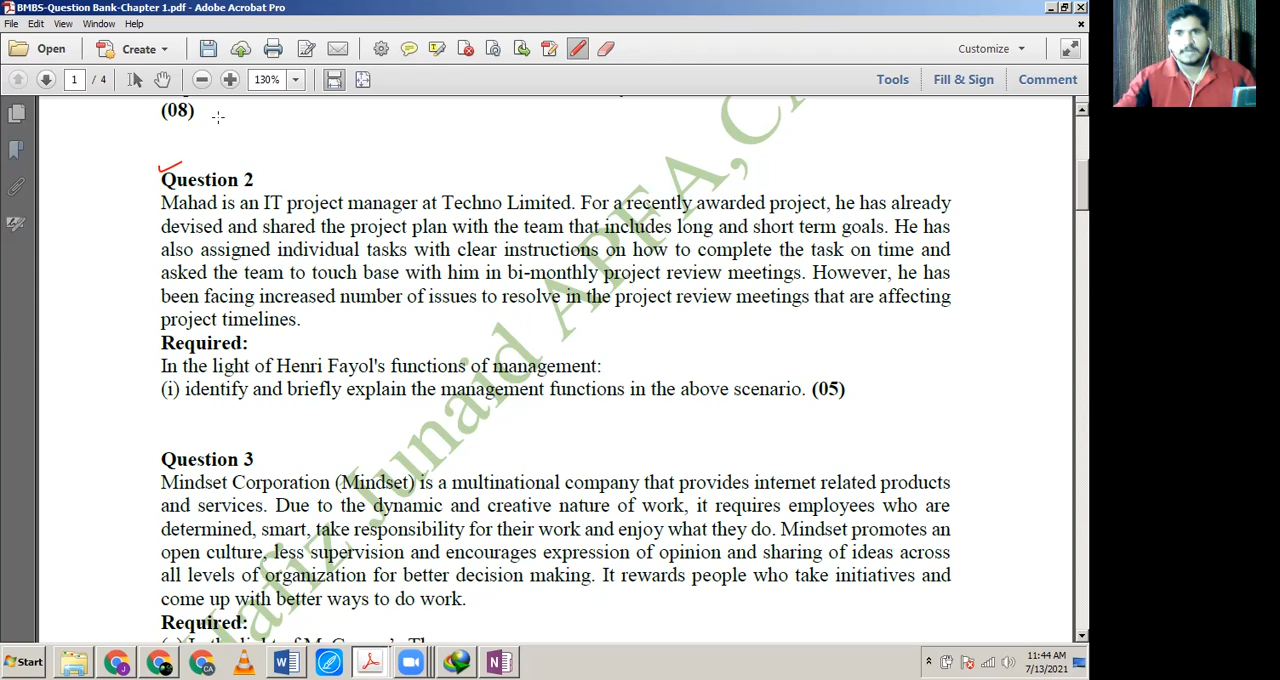 BMBS-Question Bank-Chapter 1.pdf - Adobe Acrobat Pro
File Edit View Window Help
Open Create Customize
1 / 4 130% Tools Fill & Sign Comment
(08)
Question 2
Mahad is an IT project manager at Techno Limited. For a recently awarded project, he has already
devised and shared the project plan with the team that includes long and short term goals. He has
also assigned individual tasks with clear instructions on how to complete the task on time and
asked the team to touch base with him in bi-monthly project review meetings. However, he has
been facing increased number of issues to resolve in the project review meetings that are affecting
project timelines.
Required:
In the light of Henri Fayol's functions of management:
(i) identify and briefly explain the management functions in the above scenario. (05)
Question 3
Mindset Corporation (Mindset) is a multinational company that provides internet related products
and services. Due to the dynamic and creative nature of work, it requires employees who are
determined, smart, take responsibility for their work and enjoy what they do. Mindset promotes an
open culture, less supervision and encourages expression of opinion and sharing of ideas across
all levels of organization for better decision making. It rewards people who take initiatives and
come up with better ways to do work.
Required:
Hafiz Junaid APFA, CA
Start
11:44 AM
7/13/2021